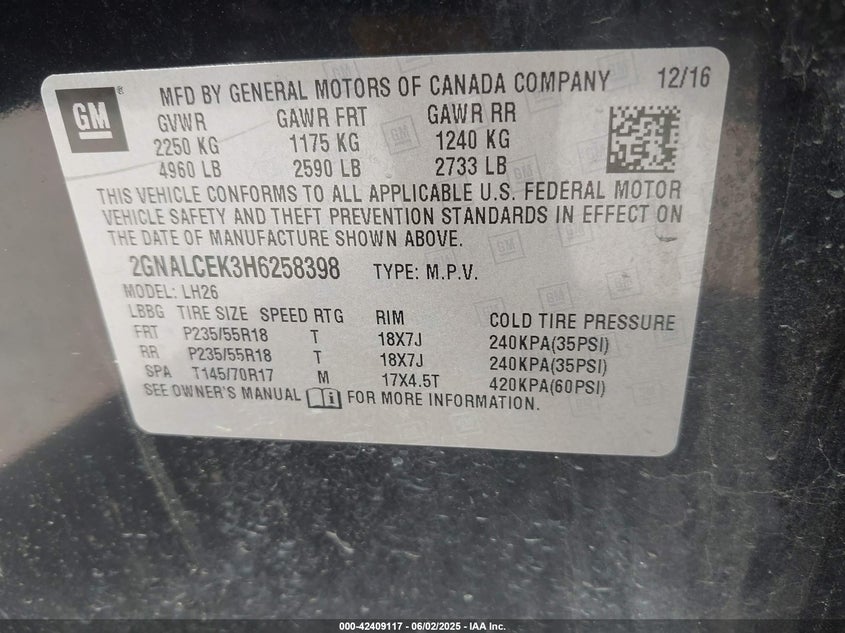 GM ® MFD BY GENERAL MOTORS OF CANADA COMPANY 12/16
GVWR GAWR FRT GAWR RR
2250 KG 1175 KG 1240 KG
4960 LB 2590 LB 2733 LB
THIS VEHICLE CONFORMS TO ALL APPLICABLE U.S. FEDERAL MOTOR
VEHICLE SAFETY AND THEFT PREVENTION STANDARDS IN EFFECT ON
THE DATE OF MANUFACTURE SHOWN ABOVE.
2GNALCEK3H6258398 TYPE: M.P.V.
MODEL: LH26
LBBG TIRE SIZE SPEED RTG RIM COLD TIRE PRESSURE
FRT P235/55R18 T 18X7J 240KPA(35PSI)
RR P235/55R18 T 18X7J 240KPA(35PSI)
SPA T145/70R17 M 17X4.5T 420KPA(60PSI)
SEE OWNER'S MANUAL i FOR MORE INFORMATION.
000-42409117 - 06/02/2025 - IAA Inc.